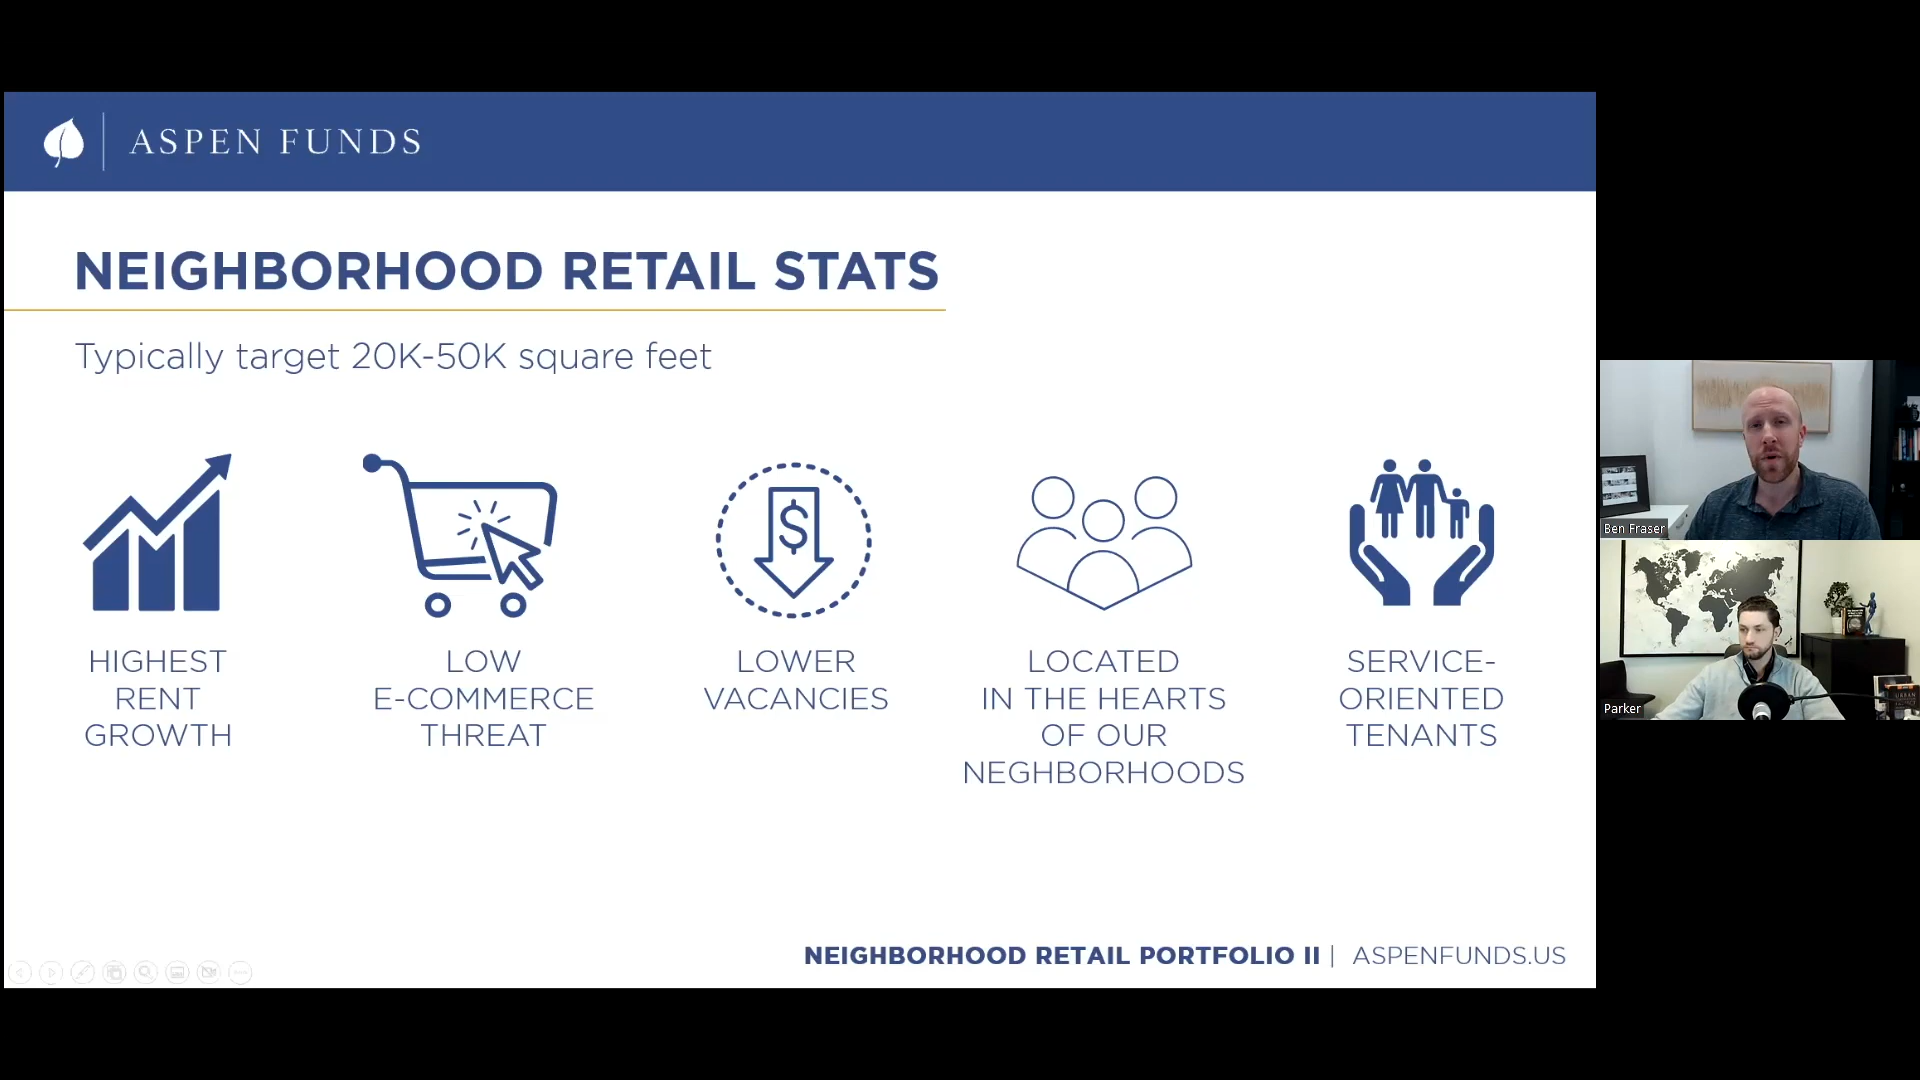 ASPEN FUNDS
NEIGHBORHOOD RETAIL STATS
Typically target 20K-50K square feet
HIGHEST
RENT
GROWTH
LOW
E-COMMERCE
THREAT
$
LOWER
VACANCIES
LOCATED
IN THE HEARTS
OF OUR
NEGHBORHOODS
SERVICE-
ORIENTED
TENANTS
NEIGHBORHOOD RETAIL PORTFOLIO II | ASPENFUNDS.US
Ben Fraser
Parker